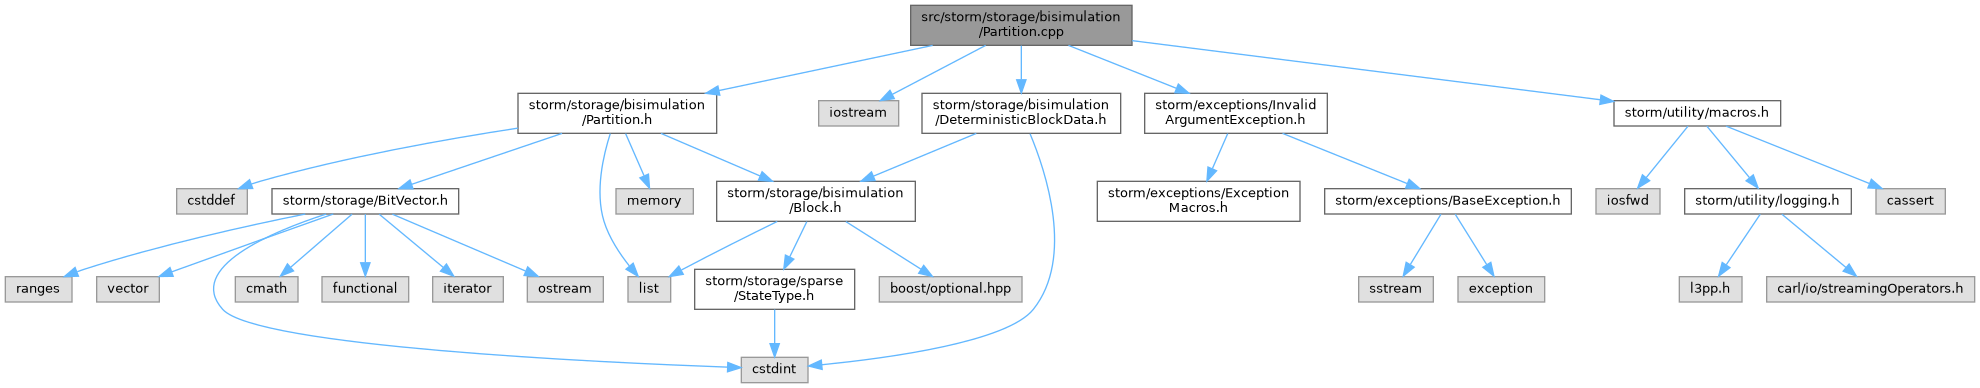 src/storm/storage/bisimulation
/Partition.cpp
storm/storage/bisimulation
/Partition.h
iostream
storm/storage/bisimulation
/DeterministicBlockData.h
storm/exceptions/Invalid
ArgumentException.h
storm/utility/macros.h
cstddef
storm/storage/BitVector.h
memory
storm/storage/bisimulation
/Block.h
storm/exceptions/Exception
Macros.h
storm/exceptions/BaseException.h
iosfwd
storm/utility/logging.h
cassert
ranges
vector
cmath
functional
iterator
ostream
list
storm/storage/sparse
/StateType.h
boost/optional.hpp
sstream
exception
l3pp.h
carl/io/streamingOperators.h
cstdint